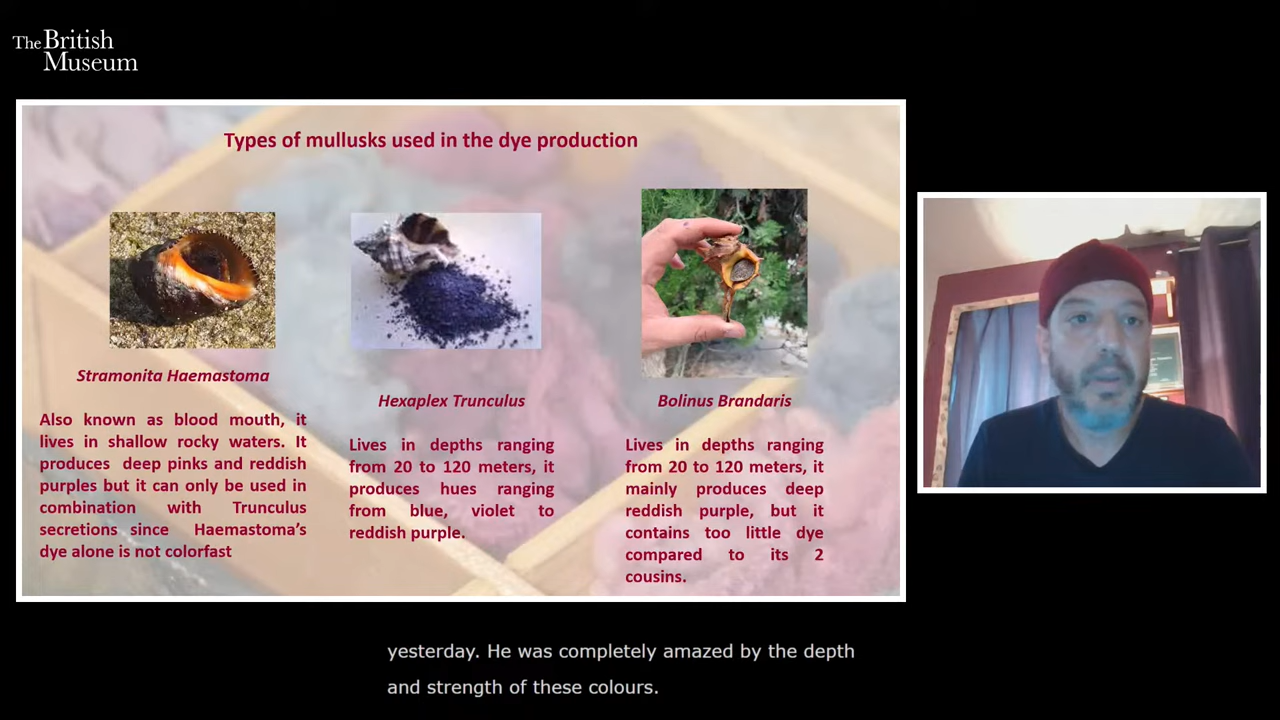 The British
Museum
Types of mullusks used in the dye production
Stramonita Haemastoma
Also known as blood mouth, it
lives in shallow rocky waters. It
produces deep pinks and reddish
purples but it can only be used in
combination with Trunculus
secretions since Haemastoma's
dye alone is not colorfast
Hexaplex Trunculus
Lives in depths ranging
from 20 to 120 meters, it
produces hues ranging
from blue, violet to
reddish purple.
Bolinus Brandaris
Lives in depths ranging
from 20 to 120 meters, it
mainly produces deep
reddish purple, but it
contains too little dye
compared to its 2
cousins.
yesterday. He was completely amazed by the depth
and strength of these colours.